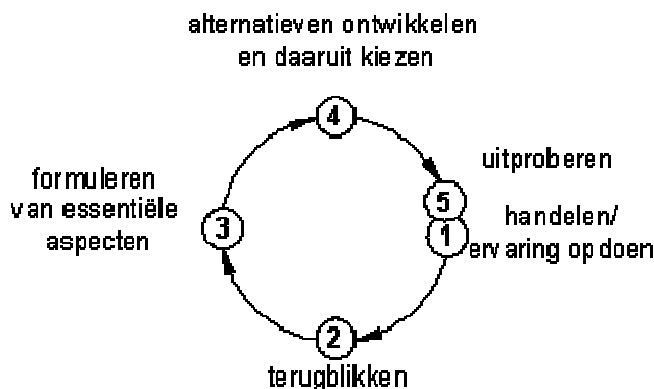 alternatieven ontwikkelen
en daaruit kiezen
4
uitproberen
5
handelen/
ervaring opdoen
1
formuleren
van essentiële
aspecten
3
2
terugblikken